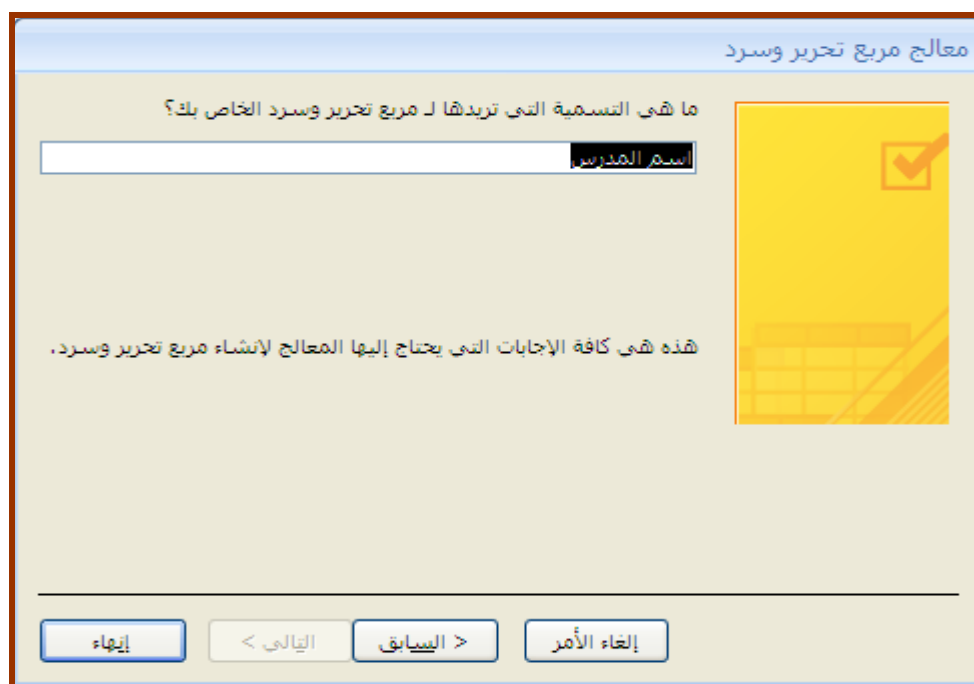 معالج مربع تحرير وسرد
ما هي التسمية التي تريدها لـ مربع تحرير وسرد الخاص بك؟
اسم المدرس
هذه هي كافة الإجابات التي يحتاج إليها المعالج لإنشاء مربع تحرير وسرد.
إلغاء الأمر
< السابق
التالي >
إنهاء